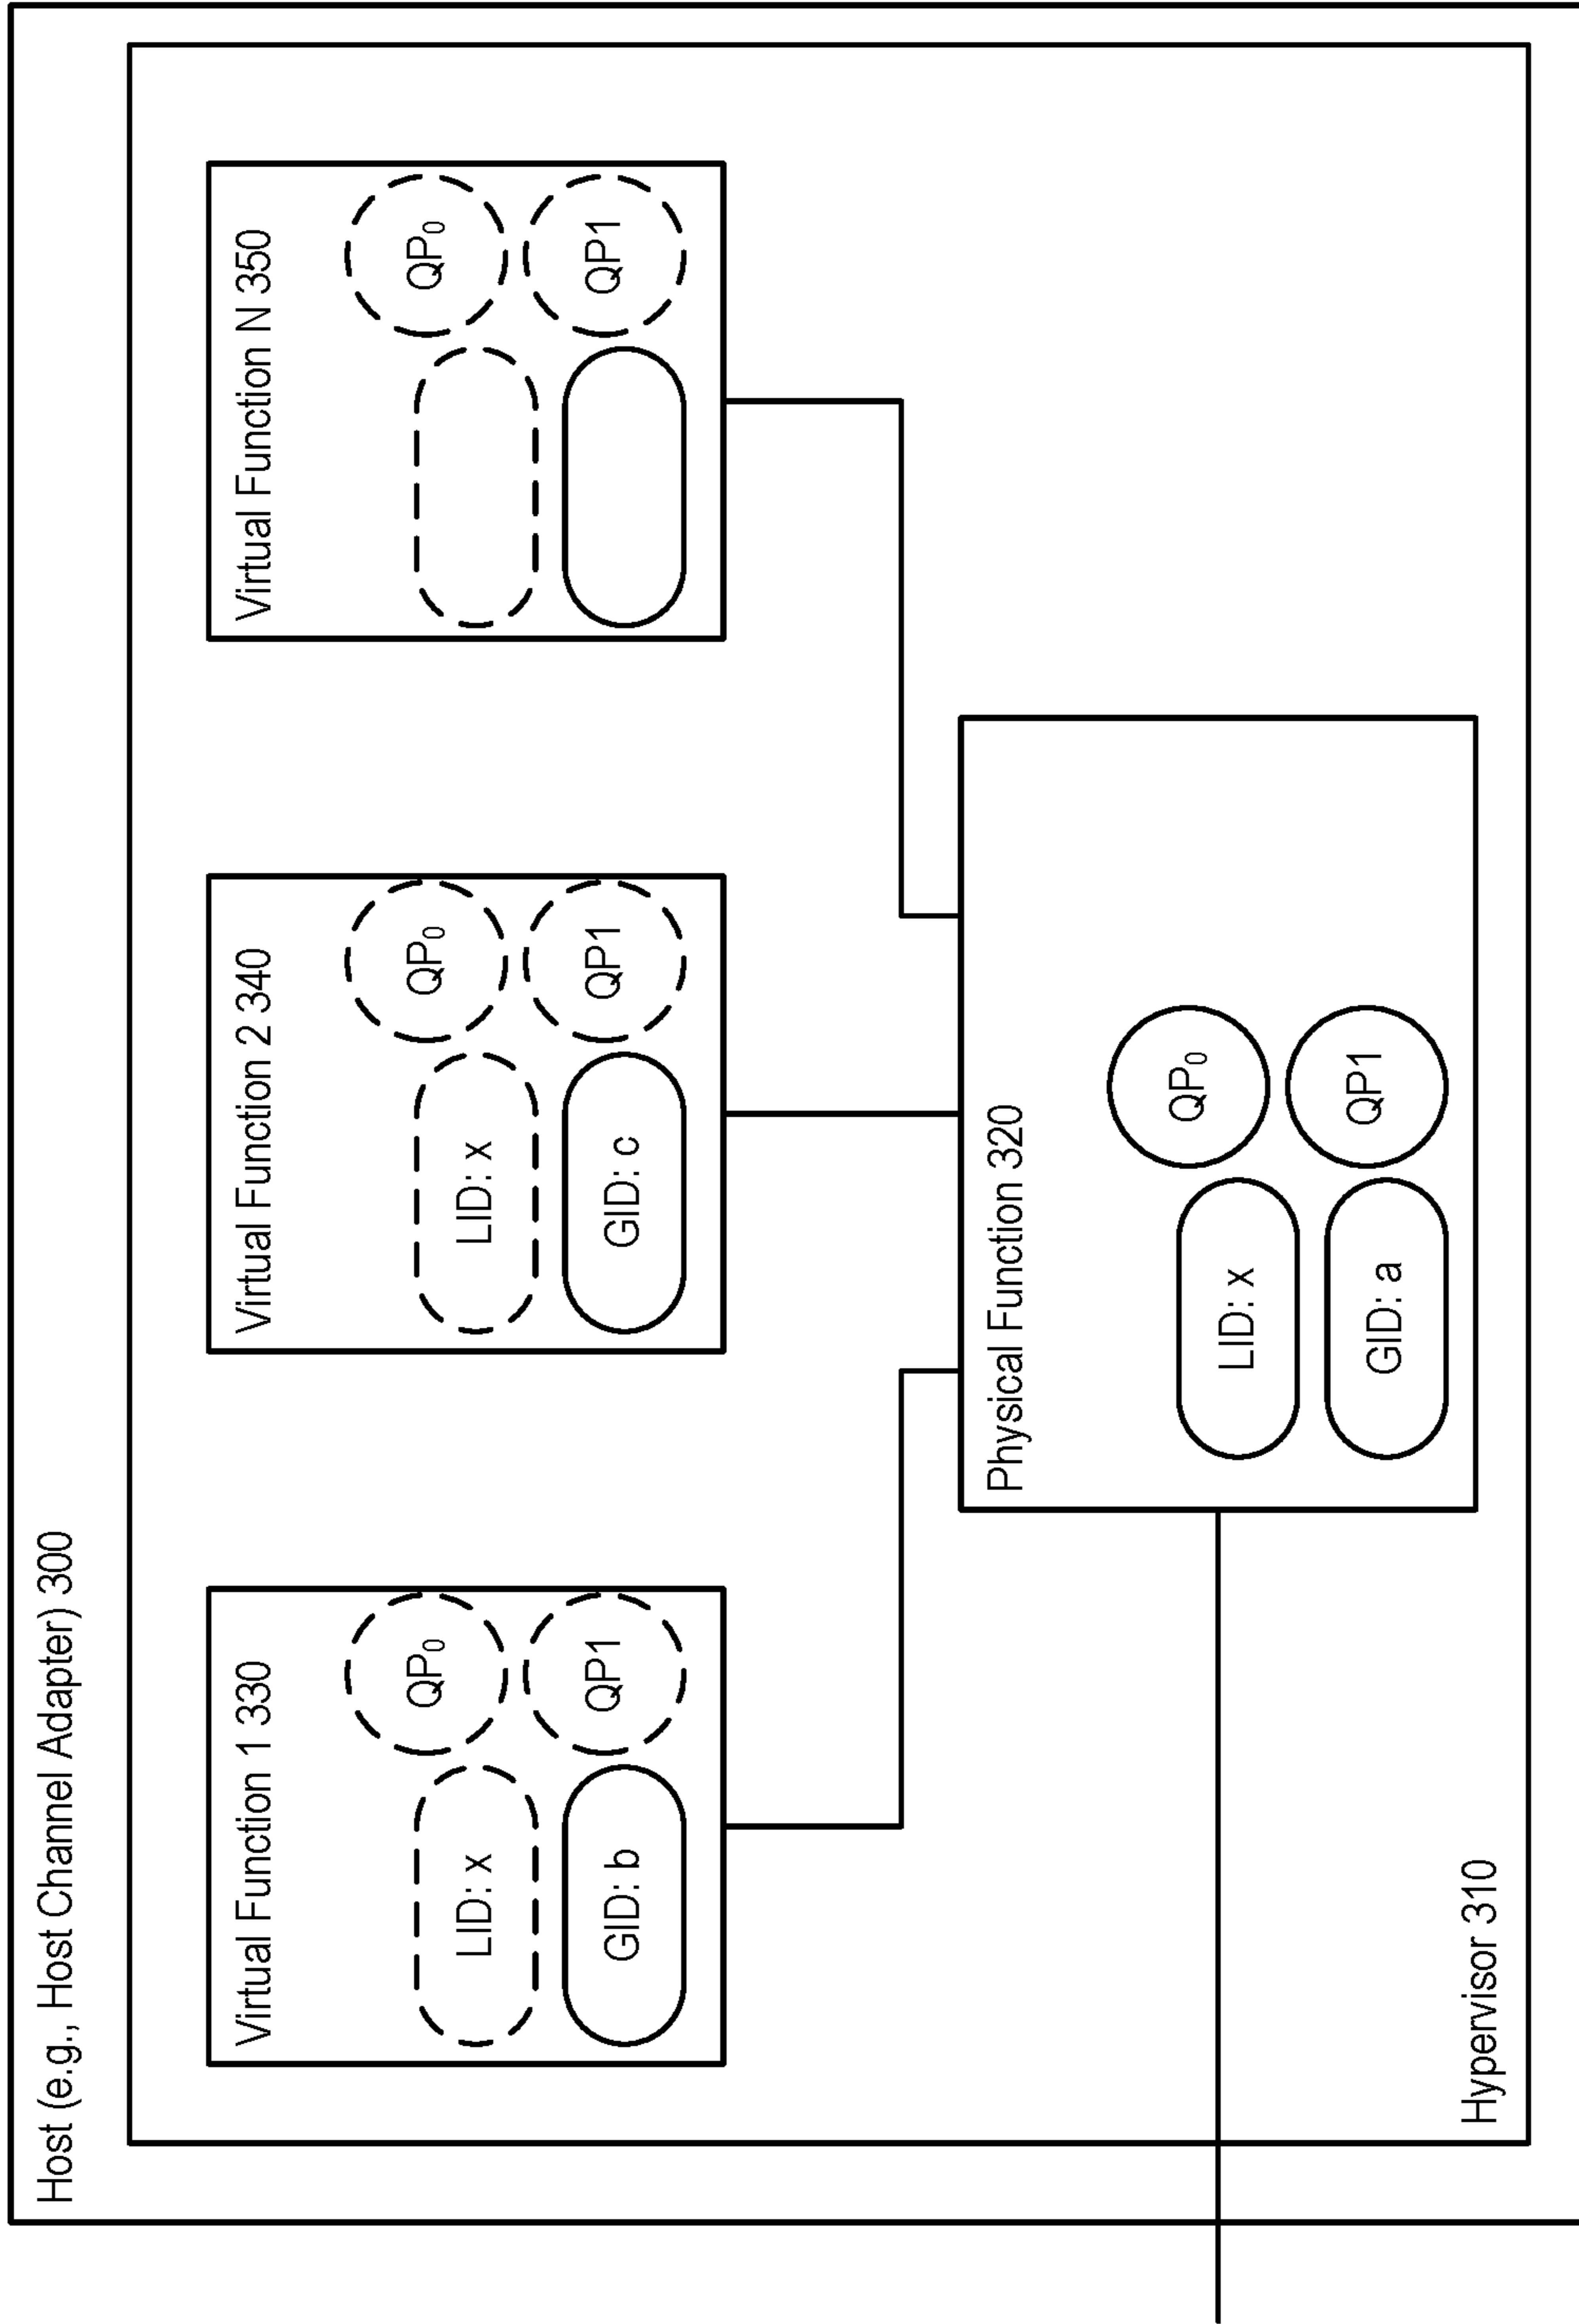 Host (e.g., Host Channel Adapter) 300
Virtual Function 1 330
LID: x
QP0
GID: b
QP1
Virtual Function 2 340
LID: x
QP0
GID: c
QP1
Virtual Function N 350
QP0
QP1
Physical Function 320
LID: x
QP0
GID: a
QP1
Hypervisor 310